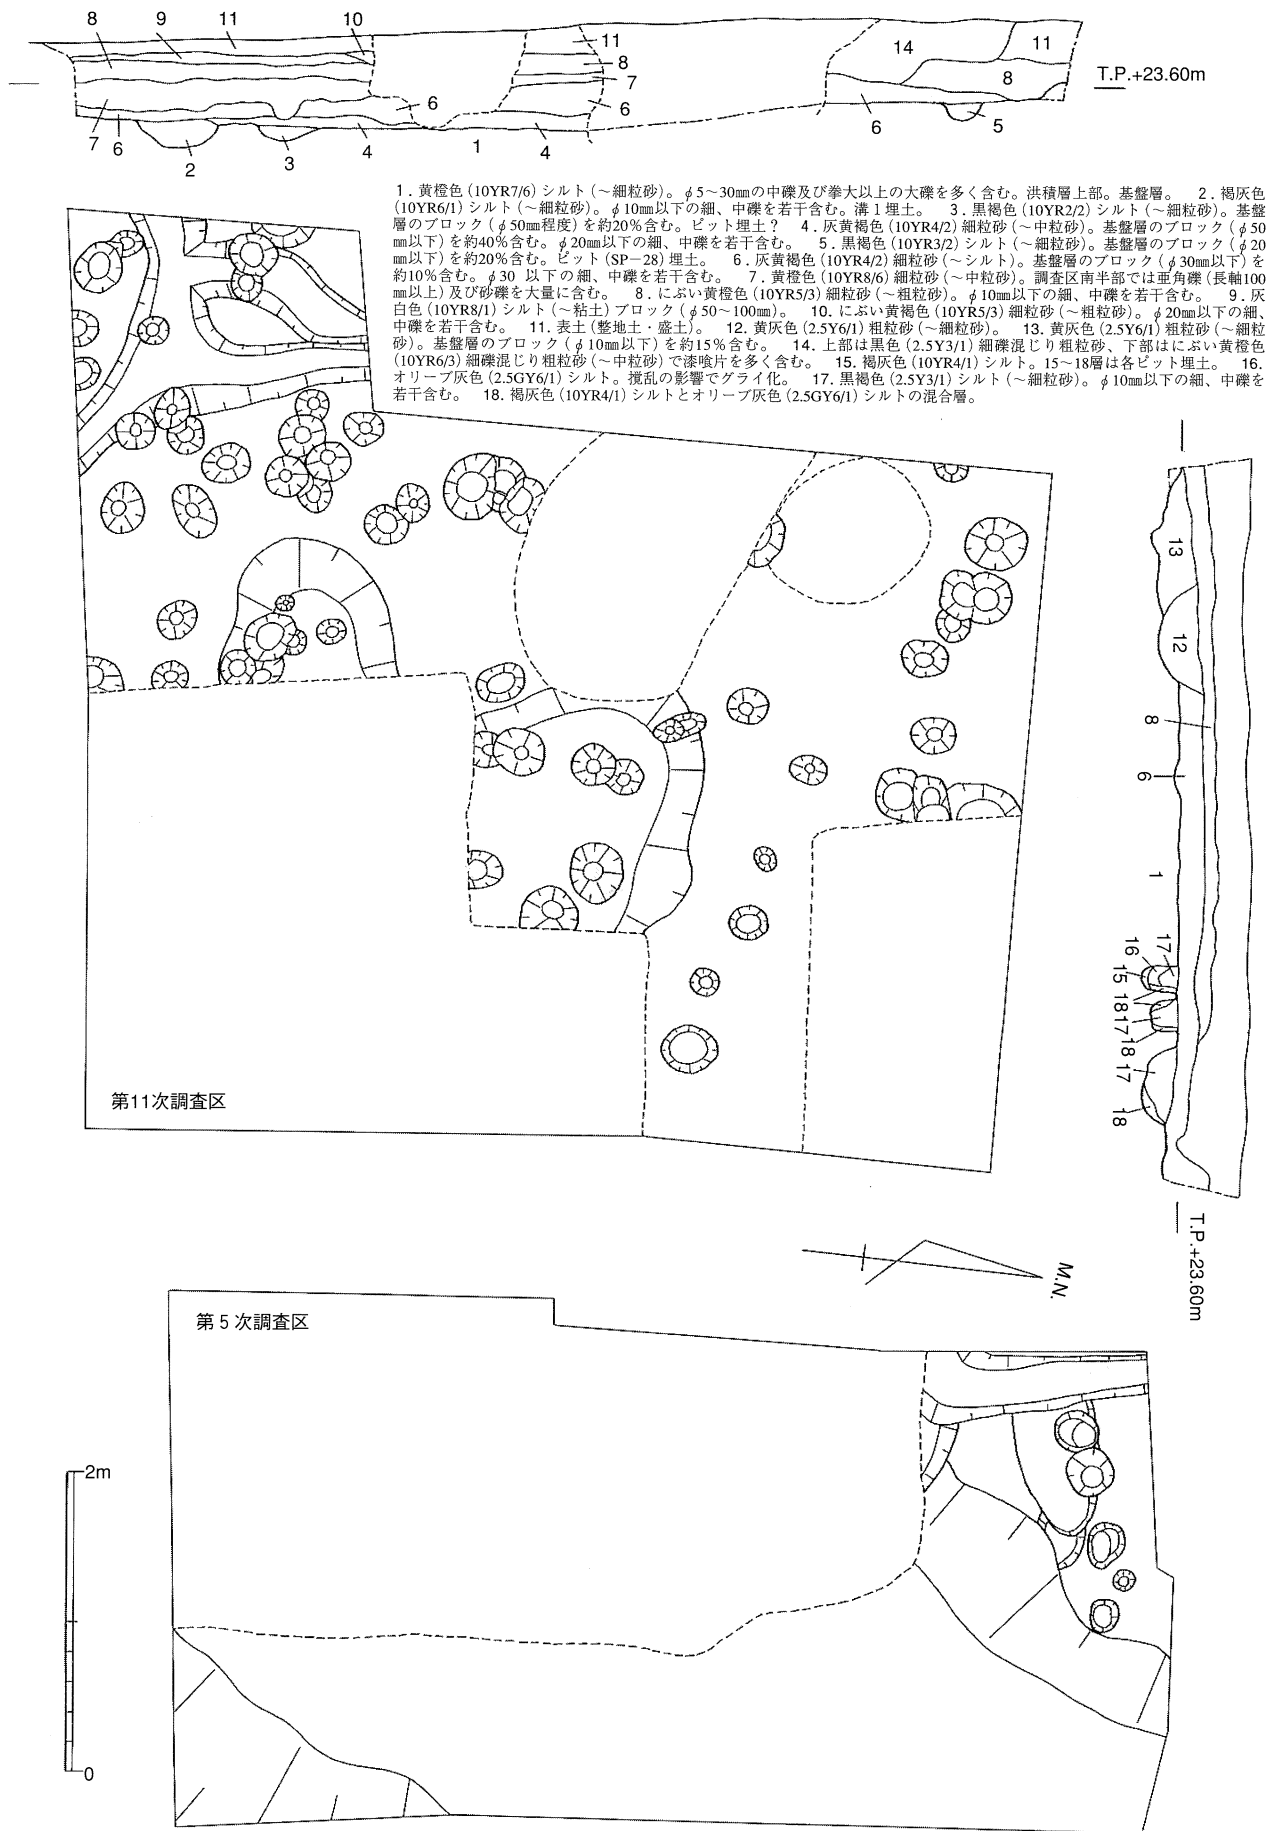 8 9 11 10
11
8
7
6
14 11
8
T.P.+23.60m
7 6 2 3 4 6 1 4 6 5
1．黄橙色（10YR7/6）シルト（～細粒砂）。φ5～30㎜の中礫及び拳大以上の大礫を多く含む。洪積層上部。基盤層。　2．褐灰色
（10YR6/1）シルト（～細粒砂）。φ10㎜以下の細、中礫を若干含む。溝1埋土。　3．黒褐色（10YR2/2）シルト（～細粒砂）。基盤
層のブロック（φ50㎜程度）を約20％含む。ピット埋土？　4．灰黄褐色（10YR4/2）細粒砂（～中粒砂）。基盤層のブロック（φ50
㎜以下）を約40％含む。φ20㎜以下の細、中礫を若干含む。　5．黒褐色（10YR3/2）シルト（～細粒砂）。基盤層のブロック（φ20
㎜以下）を約20％含む。ピット（SP－28）埋土。　6．灰黄褐色（10YR4/2）細粒砂（～シルト）。基盤層のブロック（φ30㎜以下）を
約10％含む。φ30 以下の細、中礫を若干含む。　7．黄橙色（10YR8/6）細粒砂（～中粒砂）。調査区南半部では亜角礫（長軸100
㎜以上）及び砂礫を大量に含む。　8．にぶい黄橙色（10YR5/3）細粒砂（～粗粒砂）。φ10㎜以下の細、中礫を若干含む。　9．灰
白色（10YR8/1）シルト（～粘土）ブロック（φ50～100㎜）。　10．にぶい黄褐色（10YR5/3）細粒砂（～粗粒砂）。φ20㎜以下の細、
中礫を若干含む。　11．表土（整地土・盛土）。　12．黄灰色（2.5Y6/1）粗粒砂（～細粒砂）。　13．黄灰色（2.5Y6/1）粗粒砂（～細粒
砂）。基盤層のブロック（φ10㎜以下）を約15％含む。　14．上部は黒色（2.5Y3/1）細礫混じり粗粒砂、下部はにぶい黄橙色
（10YR6/3）細礫混じり粗粒砂（～中粒砂）で漆喰片を多く含む。　15．褐灰色（10YR4/1）シルト。15～18層は各ピット埋土。　16．
オリーブ灰色（2.5GY6/1）シルト。撹乱の影響でグライ化。　17．黒褐色（2.5Y3/1）シルト（～細粒砂）。φ10㎜以下の細、中礫を
若干含む。　18．褐灰色（10YR4/1）シルトとオリーブ灰色（2.5GY6/1）シルトの混合層。
13
12
8
6
1
17
16
15
18
17
18
17
18
T.P.+23.60m
第11次調査区
M.N.
第5次調査区
2m
0